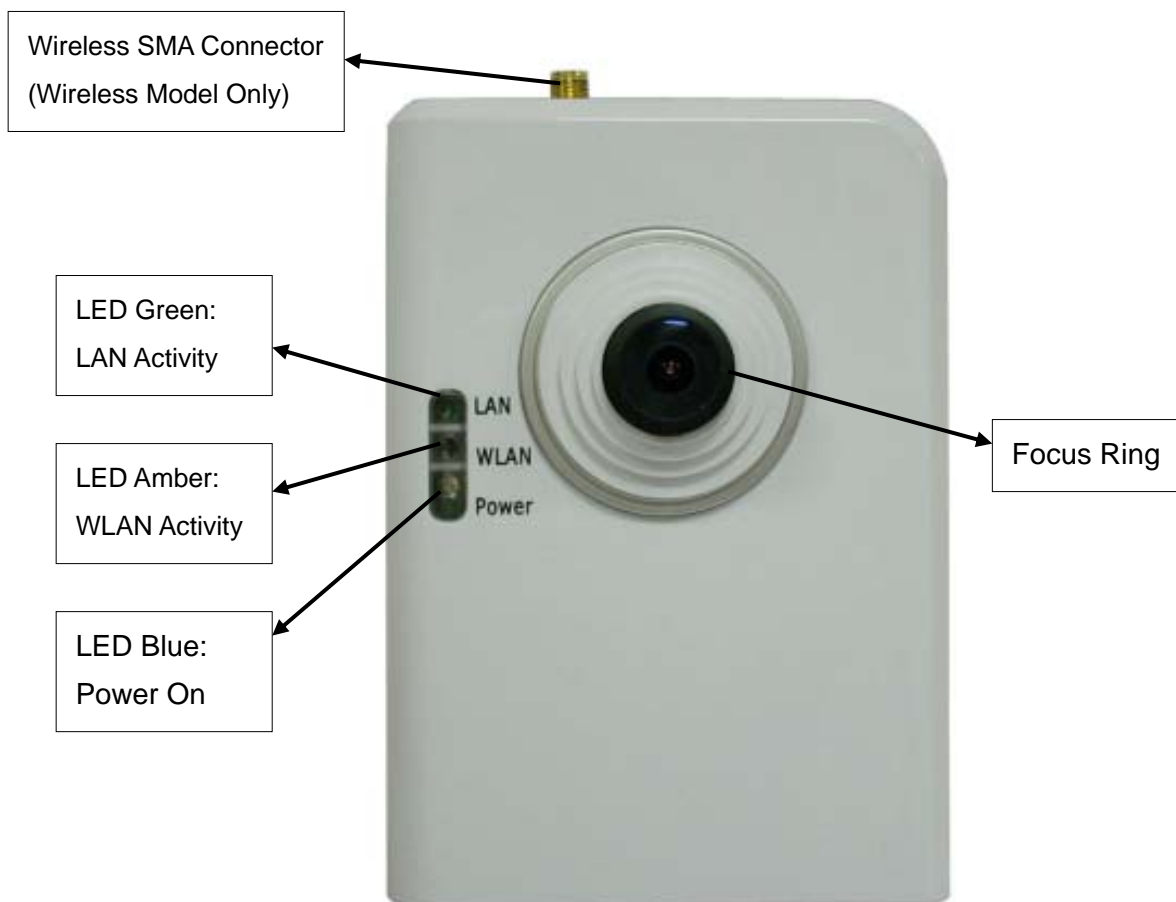 Wireless SMA Connector
(Wireless Model Only)
LED Green:
LAN Activity
LAN
WLAN
Power
LED Amber:
WLAN Activity
Focus Ring
LED Blue:
Power On